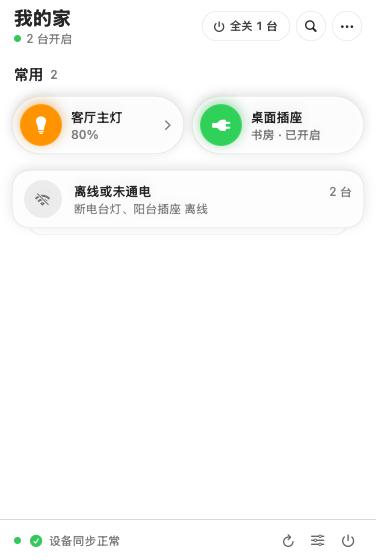 我的家
2 台开启
全关 1 台
常用 2
客厅主灯
80%
桌面插座
书房 · 已开启
离线或未通电
2 台
断电台灯、阳台插座 离线
设备同步正常